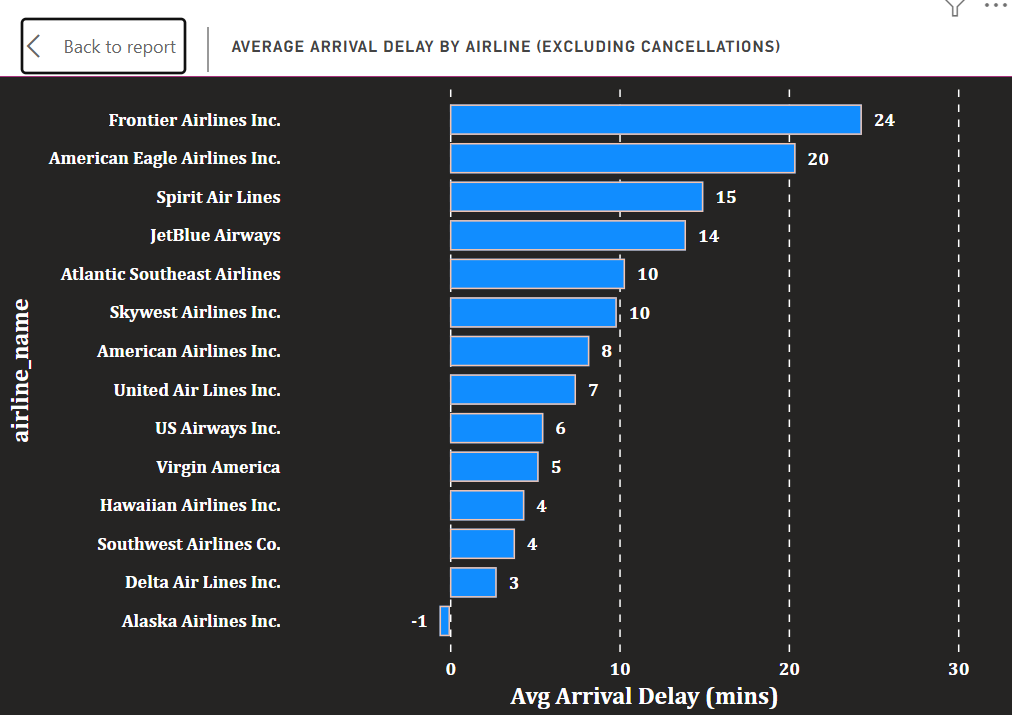 Back to report
AVERAGE ARRIVAL DELAY BY AIRLINE (EXCLUDING CANCELLATIONS)
airline_name
Frontier Airlines Inc. 24
American Eagle Airlines Inc. 20
Spirit Air Lines 15
JetBlue Airways 14
Atlantic Southeast Airlines 10
Skywest Airlines Inc. 10
American Airlines Inc. 8
United Air Lines Inc. 7
US Airways Inc. 6
Virgin America 5
Hawaiian Airlines Inc. 4
Southwest Airlines Co. 4
Delta Air Lines Inc. 3
Alaska Airlines Inc. -1
0 10 20 30
Avg Arrival Delay (mins)